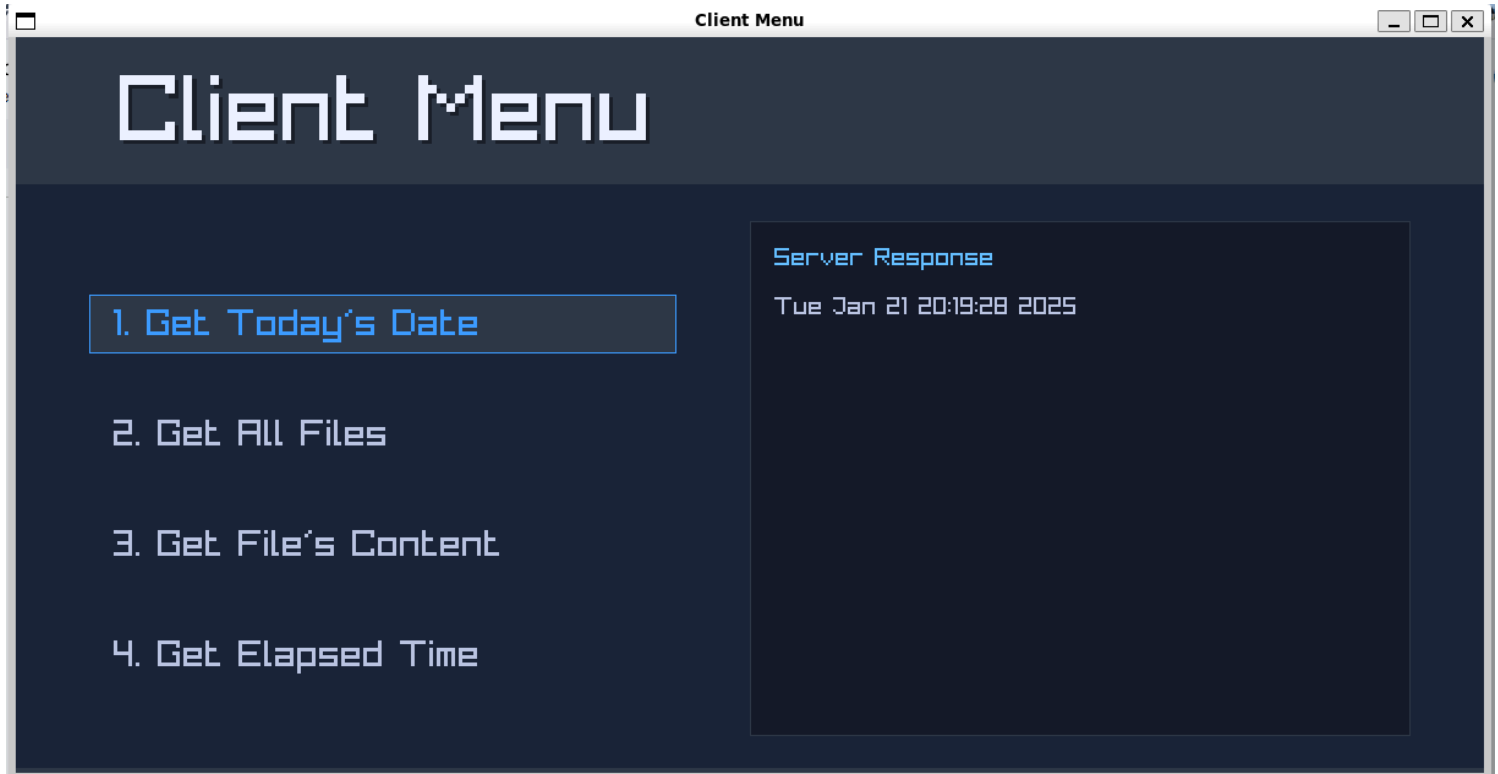 Client Menu
Client Menu
1. Get Today's Date
2. Get All Files
3. Get File's Content
4. Get Elapsed Time
Server Response
Tue Jan 21 20:19:28 2025